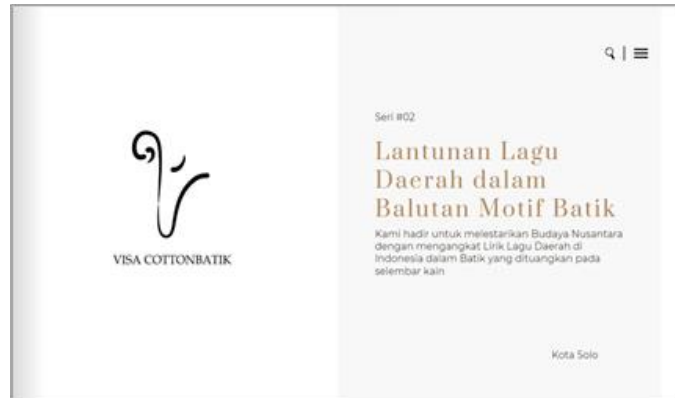 VISA COTTONBATIK
Seri #02
Lantunan Lagu
Daerah dalam
Balutan Motif Batik
Kami hadir untuk melestarikan Budaya Nusantara
dengan mengangkat Lirik Lagu Daerah di
Indonesia dalam Batik yang dituangkan pada
selembar kain
Kota Solo